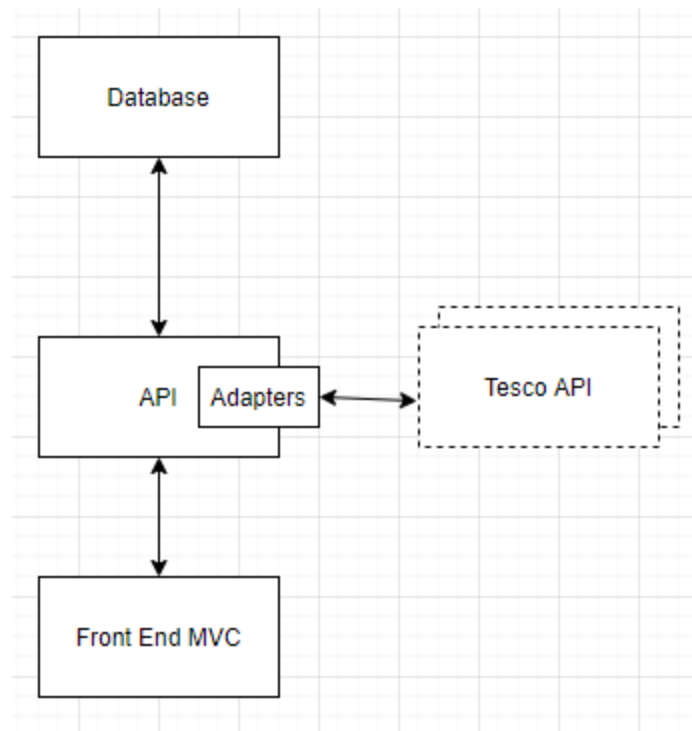 Database
API
Adapters
Tesco API
Front End MVC